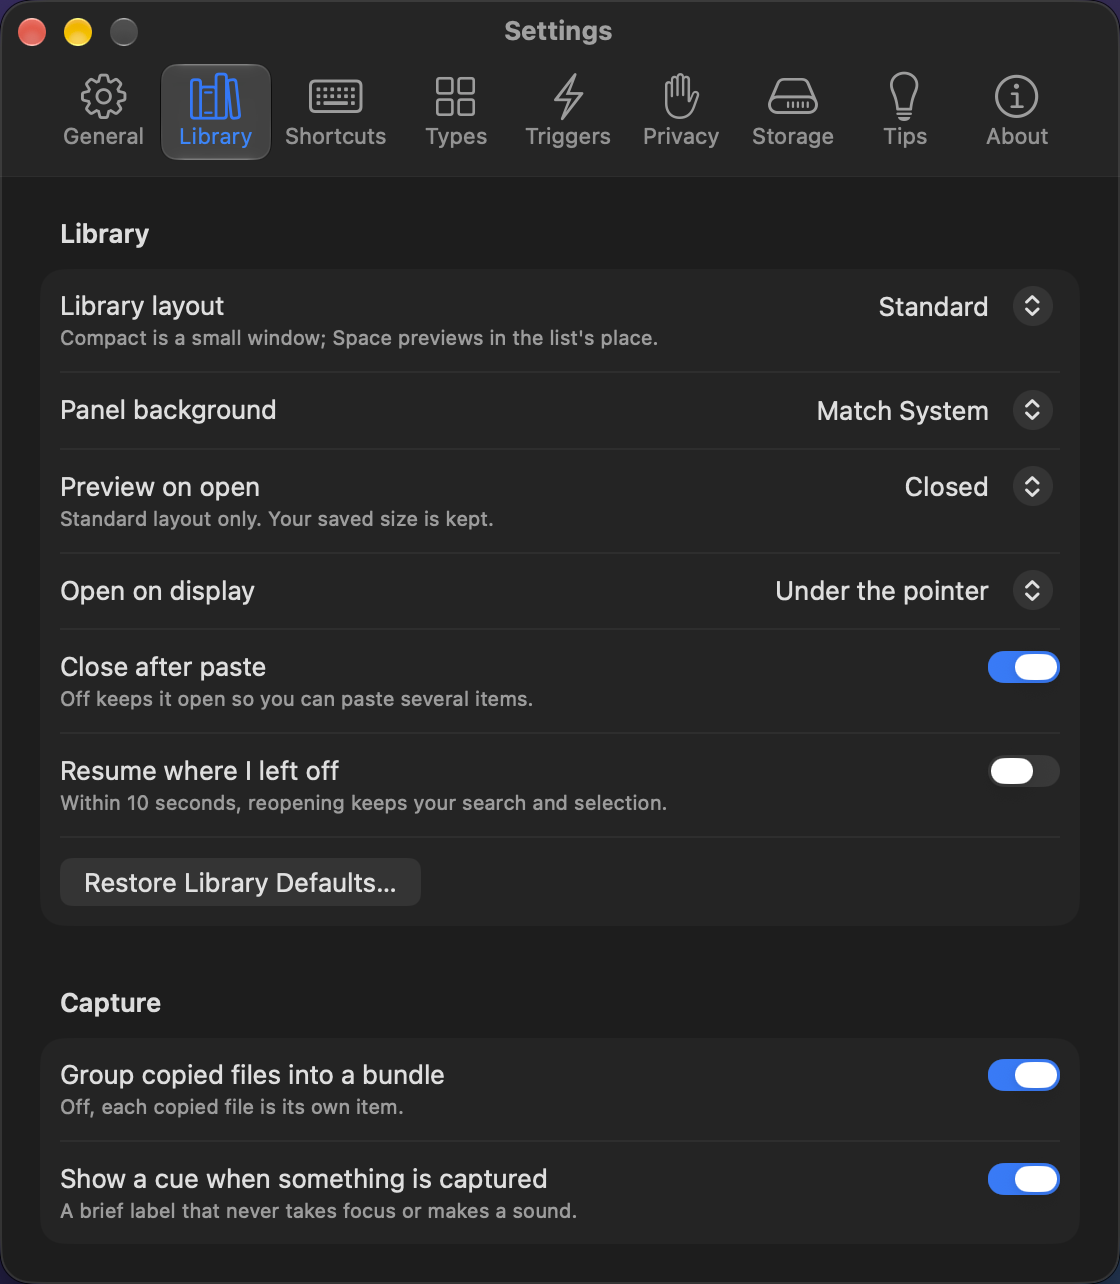 Settings
General
Library
Shortcuts
Types
Triggers
Privacy
Storage
Tips
About
Library
Library layout
Standard
Compact is a small window; Space previews in the list's place.
Panel background
Match System
Preview on open
Closed
Standard layout only. Your saved size is kept.
Open on display
Under the pointer
Close after paste
Off keeps it open so you can paste several items.
Resume where I left off
Within 10 seconds, reopening keeps your search and selection.
Restore Library Defaults...
Capture
Group copied files into a bundle
Off, each copied file is its own item.
Show a cue when something is captured
A brief label that never takes focus or makes a sound.